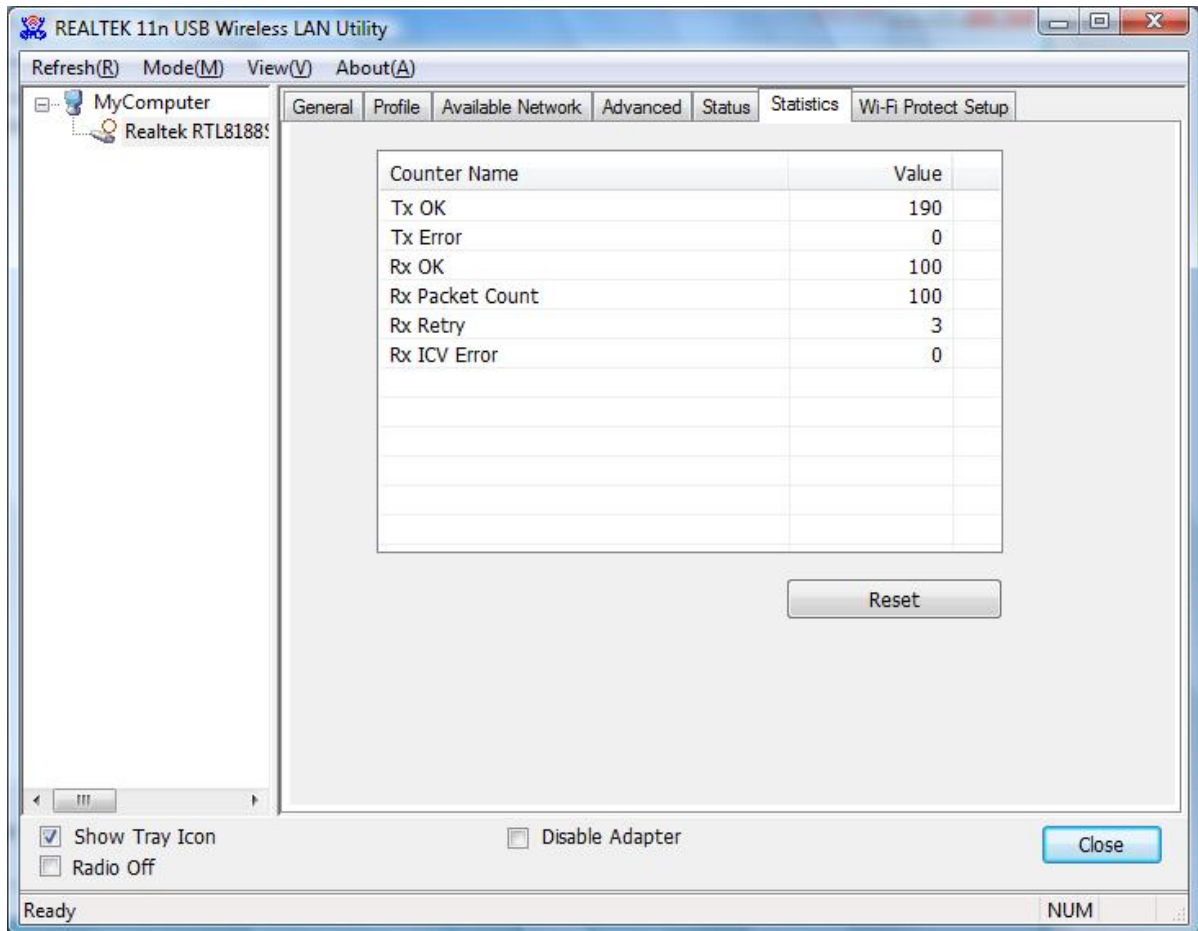 REALTEK 11n USB Wireless LAN Utility
Refresh(R) Mode(M) View(V) About(A)
MyComputer
Realtek RTL8188S
General Profile Available Network Advanced Status Statistics Wi-Fi Protect Setup
Counter Name Value
Tx OK 190
Tx Error 0
Rx OK 100
Rx Packet Count 100
Rx Retry 3
Rx ICV Error 0
Reset
Show Tray Icon
Disable Adapter
Radio Off
Close
Ready
NUM